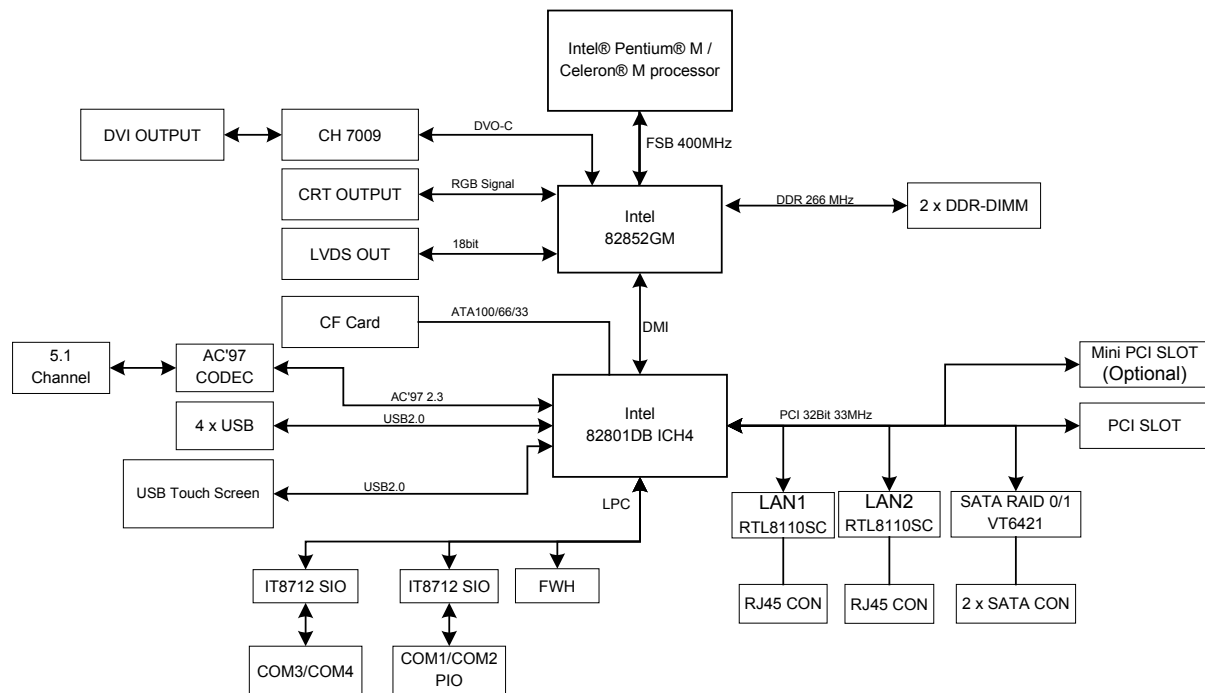 Intel® Pentium® M /
Celeron® M processor
DVI OUTPUT
CH 7009
DVO-C
FSB 400MHz
CRT OUTPUT
RGB Signal
Intel
82852GM
DDR 266 MHz
2 x DDR-DIMM
LVDS OUT
18bit
CF Card
ATA100/66/33
DMI
5.1
Channel
AC'97
CODEC
AC'97 2.3
Mini PCI SLOT
(Optional)
4 x USB
USB2.0
Intel
82801DB ICH4
PCI 32Bit 33MHz
PCI SLOT
USB Touch Screen
USB2.0
LPC
LAN1
RTL8110SC
LAN2
RTL8110SC
SATA RAID 0/1
VT6421
IT8712 SIO
IT8712 SIO
FWH
RJ45 CON
RJ45 CON
2 x SATA CON
COM3/COM4
COM1/COM2
PIO